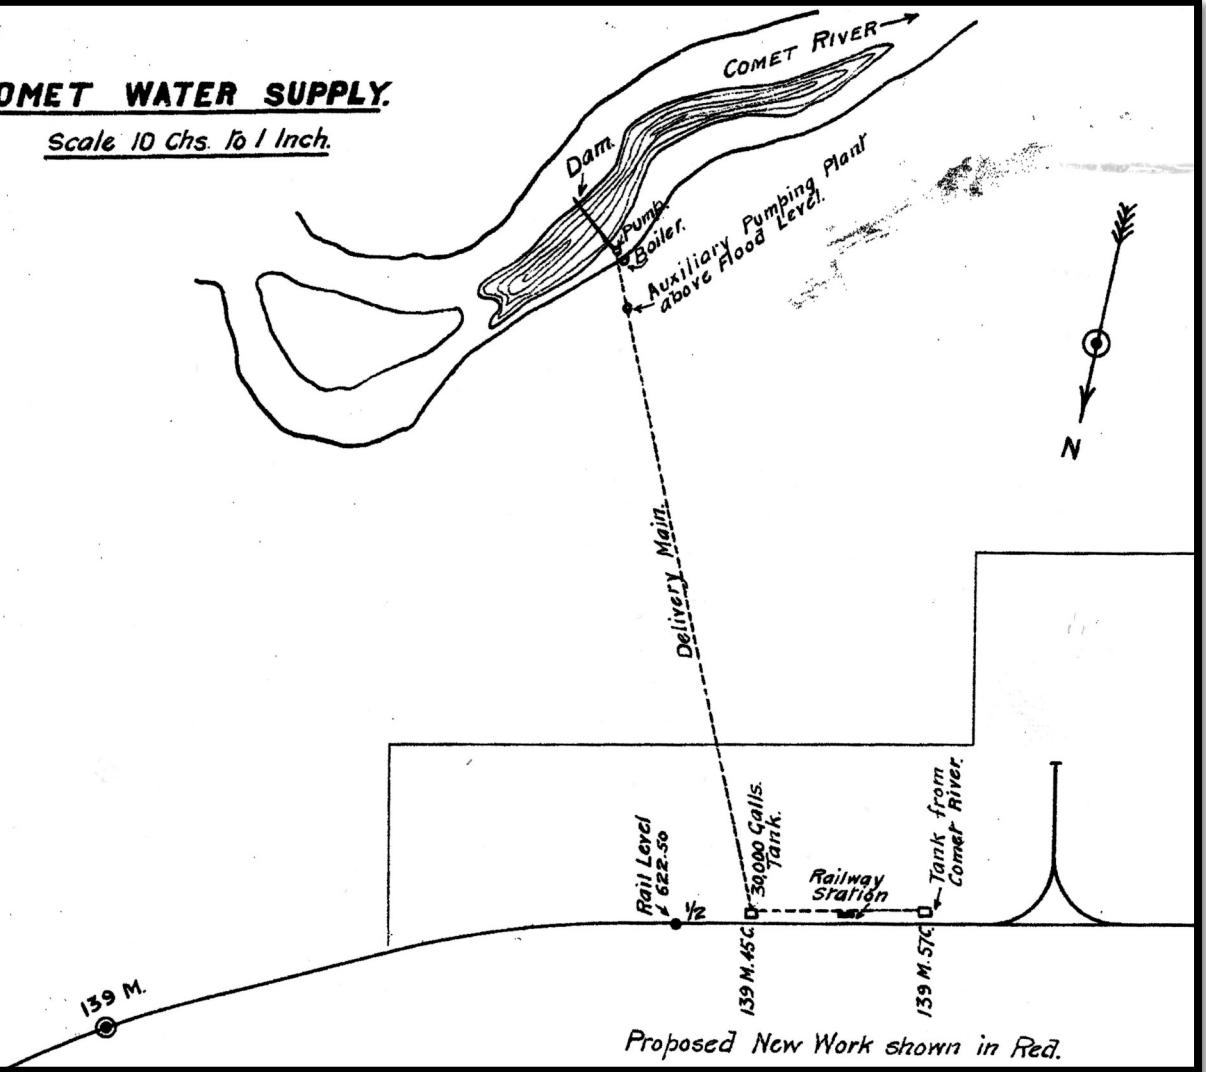 OMET WATER SUPPLY.
Scale 10 Chs. to 1 Inch.
COMET RIVER
Dam.
Pump.
Boiler.
Auxiliary Pumping Plant
above Flood Level.
N
Delivery Main.
Rail Level
622.50
1/2
30,000 Galls.
Tank.
Railway
Station
Tank from
Comet River.
139 M.
139 M. 45C.
139 M. 57C.
Proposed New Work shown in Red.